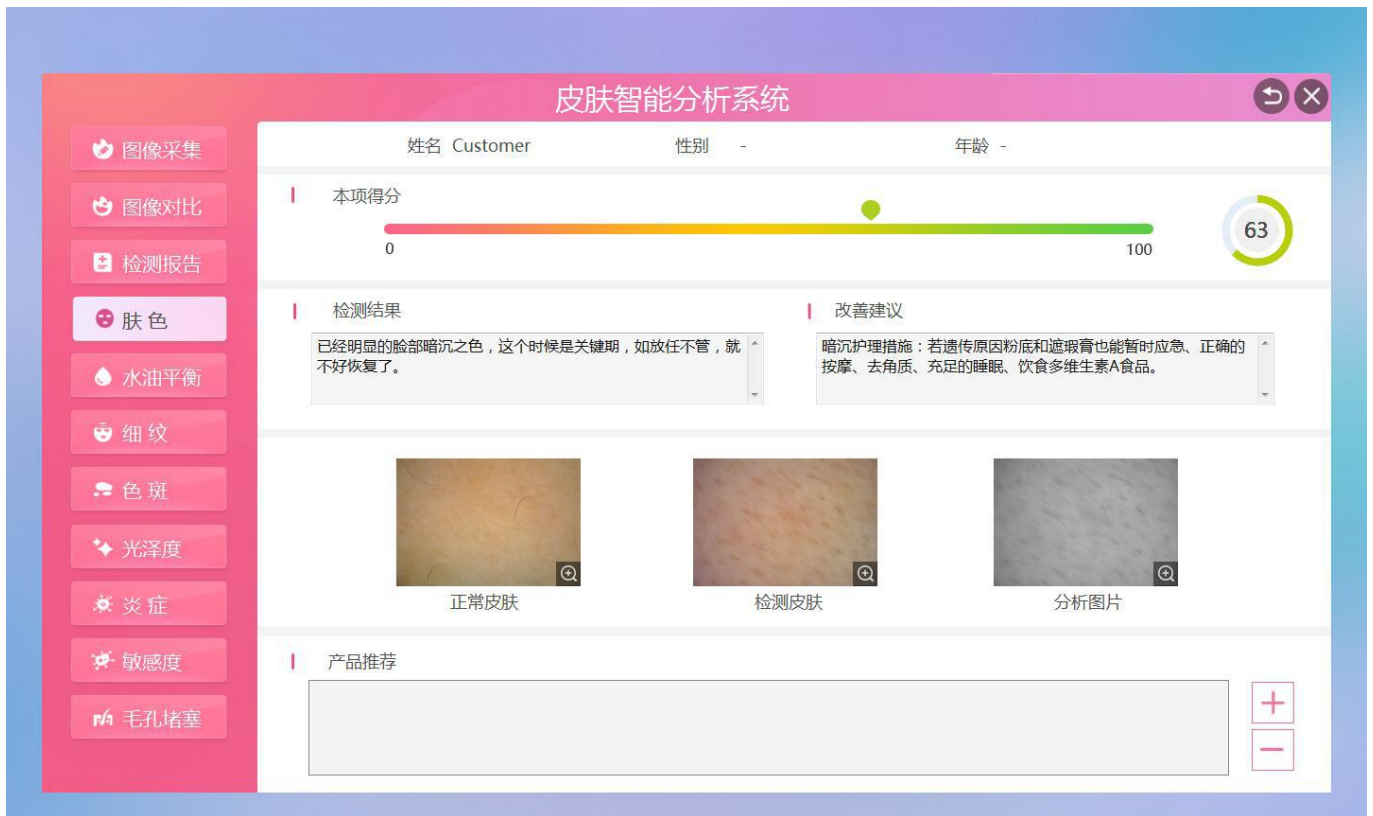 皮肤智能分析系统
图像采集
图像对比
检测报告
肤色
水油平衡
细纹
色斑
光泽度
炎症
敏感度
毛孔堵塞
姓名 Customer 性别 - 年龄 -
本项得分
0 100
63
检测结果
已经明显的脸部暗沉之色，这个时候是关键期，如放任不管，就
不好恢复了。
改善建议
暗沉护理措施：若遗传原因粉底和遮瑕膏也能暂时应急、正确的
按摩、去角质、充足的睡眠、饮食多维生素A食品。
正常皮肤 检测皮肤 分析图片
产品推荐